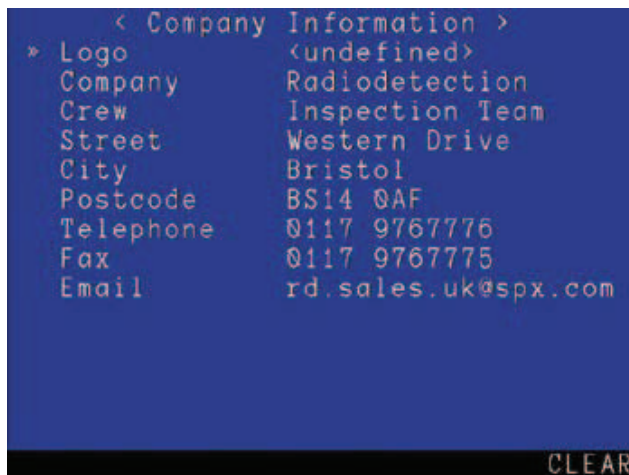 < Company Information >
» Logo <undefined>
Company Radiodetection
Crew Inspection Team
Street Western Drive
City Bristol
Postcode BS14 0AF
Telephone 0117 9767776
Fax 0117 9767775
Email rd.sales.uk@spx.com
CLEAR